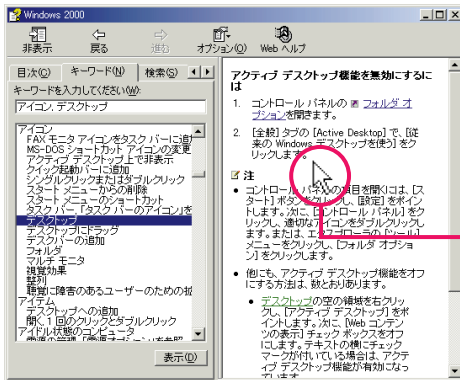 Windows 2000
非表示
戻る
進む
オプション(O)
Web ヘルプ
目次(C)
キーワード(N)
検索(S)
キーワードを入力してください(W):
アイコン, デスクトップ
アイコン
FAX モニタ アイコンをタスク バーに追加
MS-DOS ショートカット アイコンの変更
アクティブ デスクトップ上で非表示
クイック起動バーに追加
シングルクリックまたはダブルクリック
スタート メニューからの削除
スタート メニューのショートカット
タスク バー、「タスク バーのアイコン」を
デスクトップ
デスクトップにドラッグ
デスクバーの追加
フォルダ
マルチ モニタ
視覚効果
整列
聴覚に障害のあるユーザーのための拡
アイテム
デスクトップへの追加
開く、1 回のクリックとダブルクリック
アイドル状態のコンピュータ
表示(D)
アクティブ デスクトップ機能を無効にするに
は
1. コントロール パネルの フォルダ オ
プションを開きます。
2. [全般] タブの [Active Desktop] で、[従
来の Windows デスクトップを使う] をク
リックします。
注
• コントロール パネルの項目を開くには、[ス
タート] ボタンをクリックし、[設定] をポイン
トします。次に、[コントロール パネル] をク
リックし、適切なアイコンをダブルクリックし
ます。または、エクスプローラの [ツール]
メニューをクリックし、[フォルダ オプショ
ン] をクリックします。
• 他にも、アクティブ デスクトップ機能をオフ
にする方法は、数とおりあります。
• デスクトップの空の領域を右クリッ
クし、[アクティブ デスクトップ] をポ
イントします。次に、[Web コンテン
ツの表示] チェック ボックスをオフ
にします。テキストの横にチェック
マークが付いている場合は、アクテ
ィブ デスクトップ機能が有効になっ
ています。